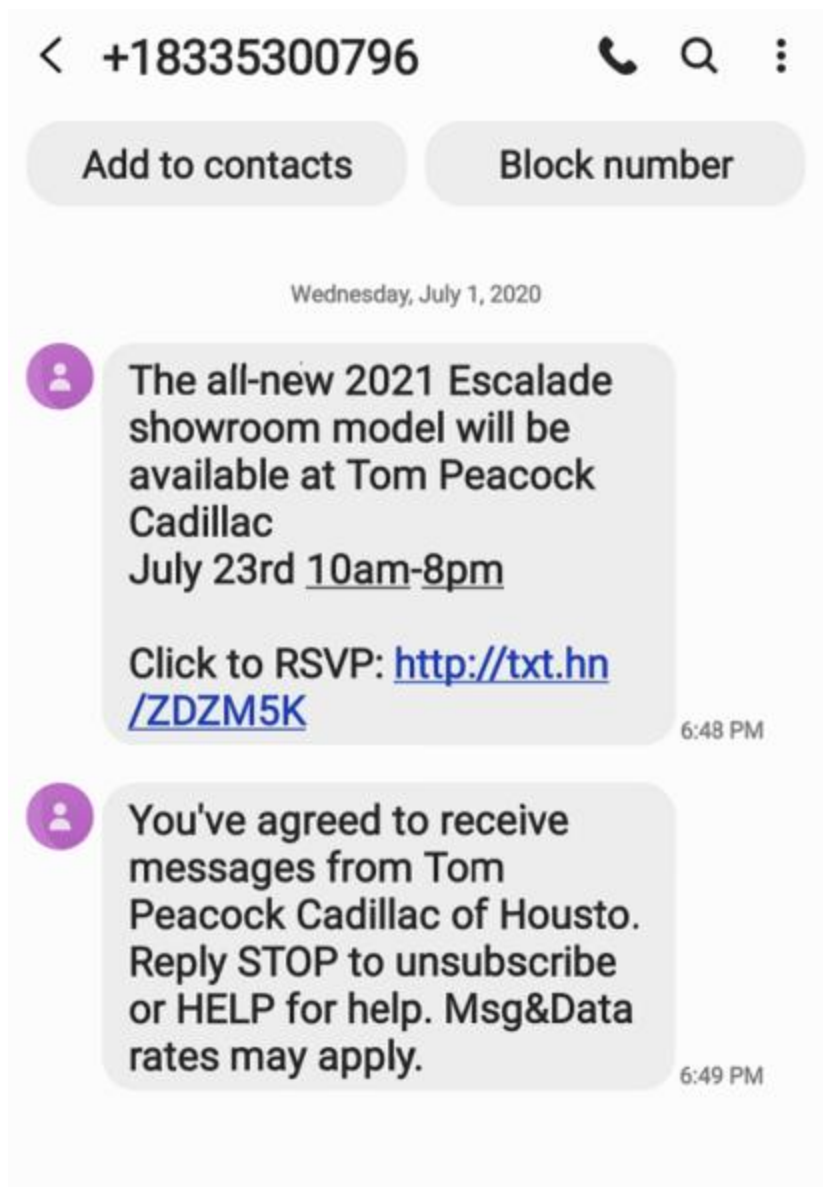 +18335300796
Add to contacts
Block number
Wednesday, July 1, 2020
The all-new 2021 Escalade
showroom model will be
available at Tom Peacock
Cadillac
July 23rd 10am-8pm
Click to RSVP: http://txt.hn
/ZDZM5K
6:48 PM
You've agreed to receive
messages from Tom
Peacock Cadillac of Housto.
Reply STOP to unsubscribe
or HELP for help. Msg&Data
rates may apply.
6:49 PM